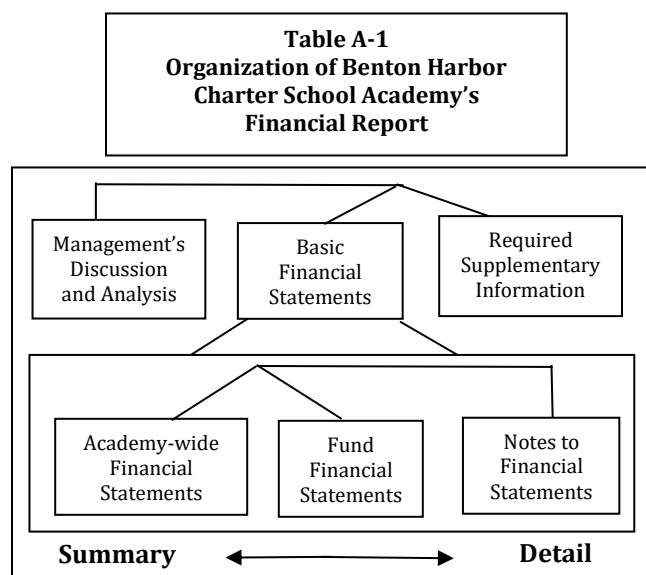 Table A-1
Organization of Benton Harbor
Charter School Academy's
Financial Report
Management's
Discussion
and Analysis
Basic
Financial
Statements
Required
Supplementary
Information
Academy-wide
Financial
Statements
Fund
Financial
Statements
Notes to
Financial
Statements
Summary
Detail